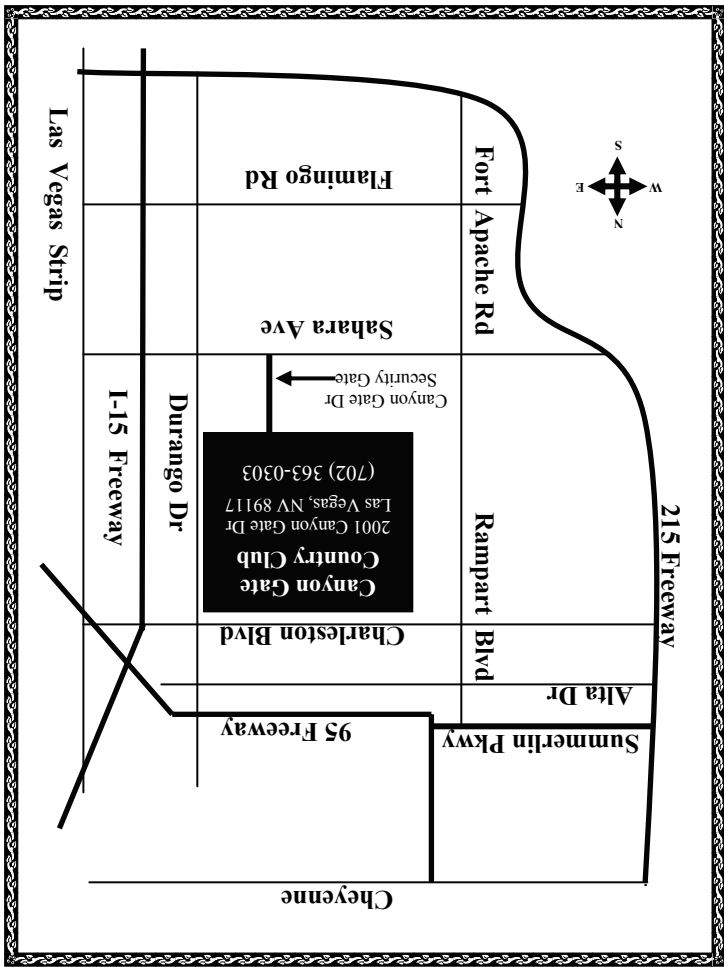 Cheyenne
Summerlin Pkwy
95 Freeway
Alta Dr
Charleston Blvd
Canyon Gate
Country Club
2001 Canyon Gate Dr
Las Vegas, NV 89117
(702) 363-0303
Canyon Gate Dr
Security Gate
Sahara Ave
Flamingo Rd
215 Freeway
Rampart Blvd
Fort Apache Rd
Durango Dr
I-15 Freeway
Las Vegas Strip
N
W
E
S